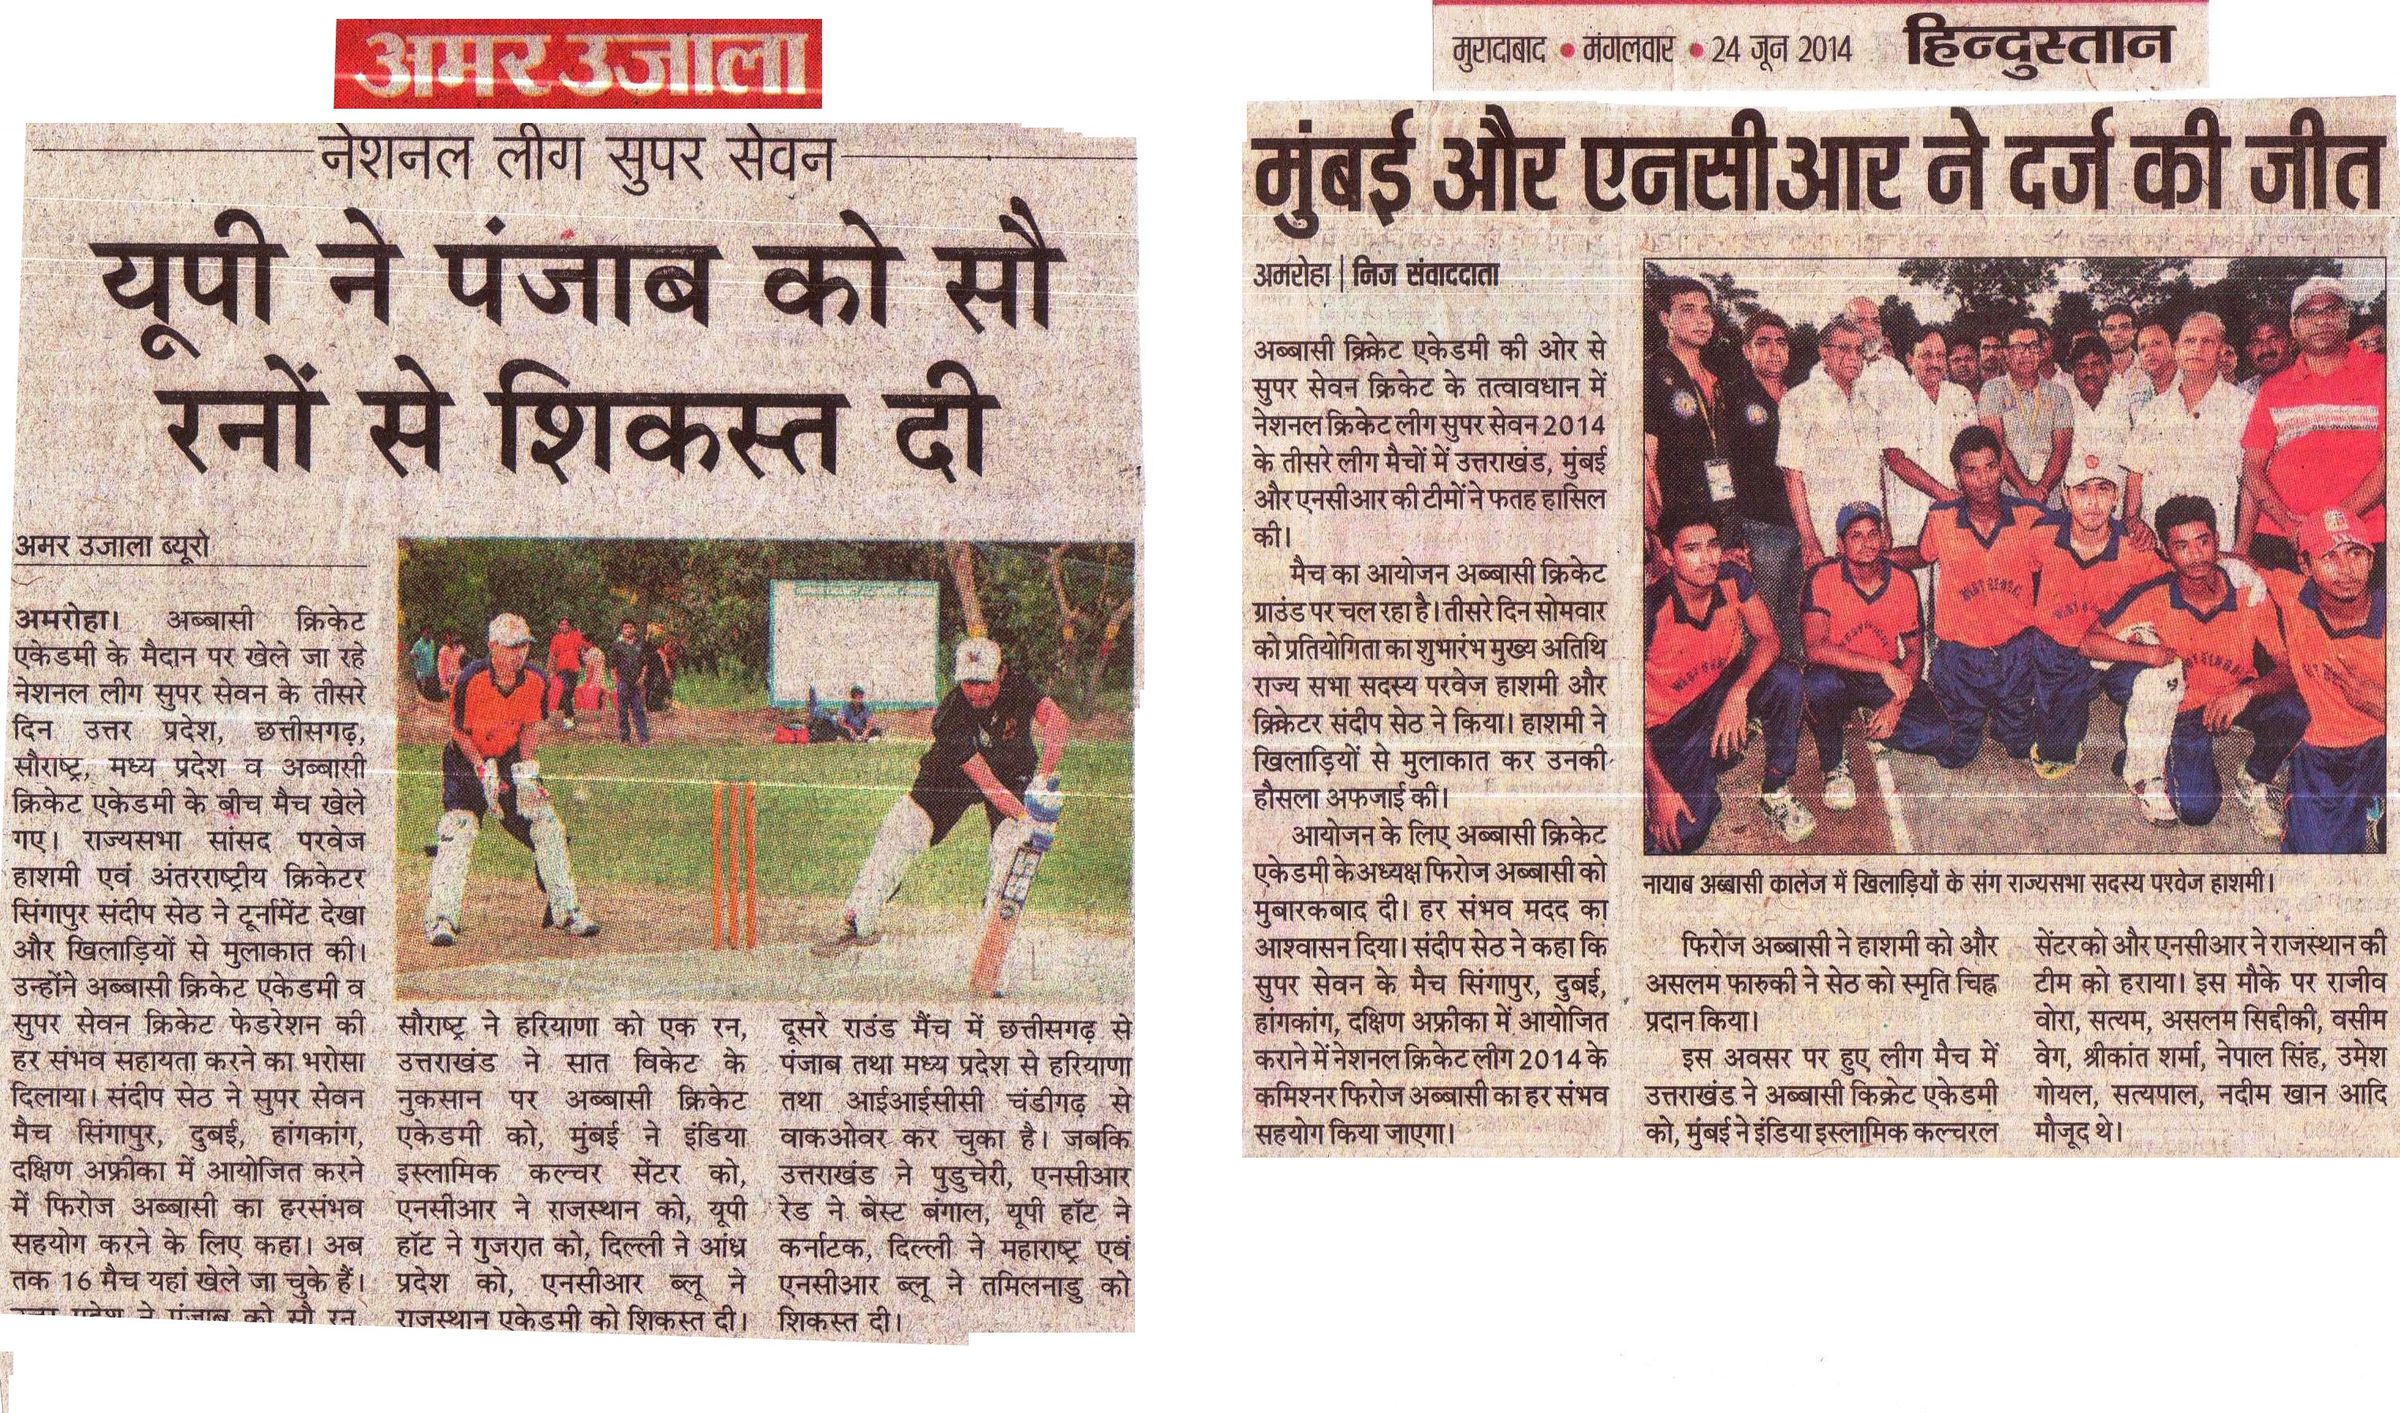 अमर उजाला
नेशनल लीग सुपर सेवन
यूपी ने पंजाब को सौ
रनों से शिकस्त दी
अमर उजाला ब्यूरो
अमरोहा। अब्बासी क्रिकेट
एकेडमी के मैदान पर खेले जा रहे
नेशनल लीग सुपर सेवन के तीसरे
दिन उत्तर प्रदेश, छत्तीसगढ़,
सौराष्ट्र, मध्य प्रदेश व अब्बासी
क्रिकेट एकेडमी के बीच मैच खेले
गए। राज्यसभा सांसद परवेज
हाशमी एवं अंतरराष्ट्रीय क्रिकेटर
सिंगापुर संदीप सेठ ने टूर्नामेंट देखा
और खिलाड़ियों से मुलाकात की।
उन्होंने अब्बासी क्रिकेट एकेडमी व
सुपर सेवन क्रिकेट फेडरेशन की
हर संभव सहायता करने का भरोसा
दिलाया। संदीप सेठ ने सुपर सेवन
मैच सिंगापुर, दुबई, हांगकांग,
दक्षिण अफ्रीका में आयोजित करने
में फिरोज अब्बासी का हरसंभव
सहयोग करने के लिए कहा। अब
तक 16 मैच यहां खेले जा चुके हैं।
प्रदेश ने पंजाब को सौ रन,
सौराष्ट्र ने हरियाणा को एक रन,
उत्तराखंड ने सात विकेट के
नुकसान पर अब्बासी क्रिकेट
एकेडमी को, मुंबई ने इंडिया
इस्लामिक कल्चर सेंटर को,
एनसीआर ने राजस्थान को, यूपी
हॉट ने गुजरात को, दिल्ली ने आंध्र
प्रदेश को, एनसीआर ब्लू ने
राजस्थान एकेडमी को शिकस्त दी।
दूसरे राउंड मैंच में छत्तीसगढ़ से
पंजाब तथा मध्य प्रदेश से हरियाणा
तथा आईआईसीसी चंडीगढ़ से
वाकओवर कर चुका है। जबकि
उत्तराखंड ने पुडुचेरी, एनसीआर
रेड ने बेस्ट बंगाल, यूपी हॉट ने
कर्नाटक, दिल्ली ने महाराष्ट्र एवं
एनसीआर ब्लू ने तमिलनाडु को
शिकस्त दी।
मुरादाबाद • मंगलवार • 24 जून 2014 हिन्दुस्तान
मुंबई और एनसीआर ने दर्ज की जीत
अमरोहा | निज संवाददाता
अब्बासी क्रिकेट एकेडमी की ओर से
सुपर सेवन क्रिकेट के तत्वावधान में
नेशनल क्रिकेट लीग सुपर सेवन 2014
के तीसरे लीग मैचों में उत्तराखंड, मुंबई
और एनसीआर की टीमों ने फतह हासिल
की।
मैच का आयोजन अब्बासी क्रिकेट
ग्राउंड पर चल रहा है। तीसरे दिन सोमवार
को प्रतियोगिता का शुभारंभ मुख्य अतिथि
राज्य सभा सदस्य परवेज हाशमी और
क्रिकेटर संदीप सेठ ने किया। हाशमी ने
खिलाड़ियों से मुलाकात कर उनकी
हौसला अफजाई की।
आयोजन के लिए अब्बासी क्रिकेट
एकेडमी के अध्यक्ष फिरोज अब्बासी को
मुबारकबाद दी। हर संभव मदद का
आश्वासन दिया। संदीप सेठ ने कहा कि
सुपर सेवन के मैच सिंगापुर, दुबई,
हांगकांग, दक्षिण अफ्रीका में आयोजित
कराने में नेशनल क्रिकेट लीग 2014 के
कमिश्नर फिरोज अब्बासी का हर संभव
सहयोग किया जाएगा।
नायाब अब्बासी कालेज में खिलाड़ियों के संग राज्यसभा सदस्य परवेज हाशमी।
फिरोज अब्बासी ने हाशमी को और
असलम फारुकी ने सेठ को स्मृति चिह्न
प्रदान किया।
इस अवसर पर हुए लीग मैच में
उत्तराखंड ने अब्बासी किक्रेट एकेडमी
को, मुंबई ने इंडिया इस्लामिक कल्चरल
सेंटर को और एनसीआर ने राजस्थान की
टीम को हराया। इस मौके पर राजीव
वोरा, सत्यम, असलम सिद्दीकी, वसीम
वेग, श्रीकांत शर्मा, नेपाल सिंह, उमेश
गोयल, सत्यपाल, नदीम खान आदि
मौजूद थे।